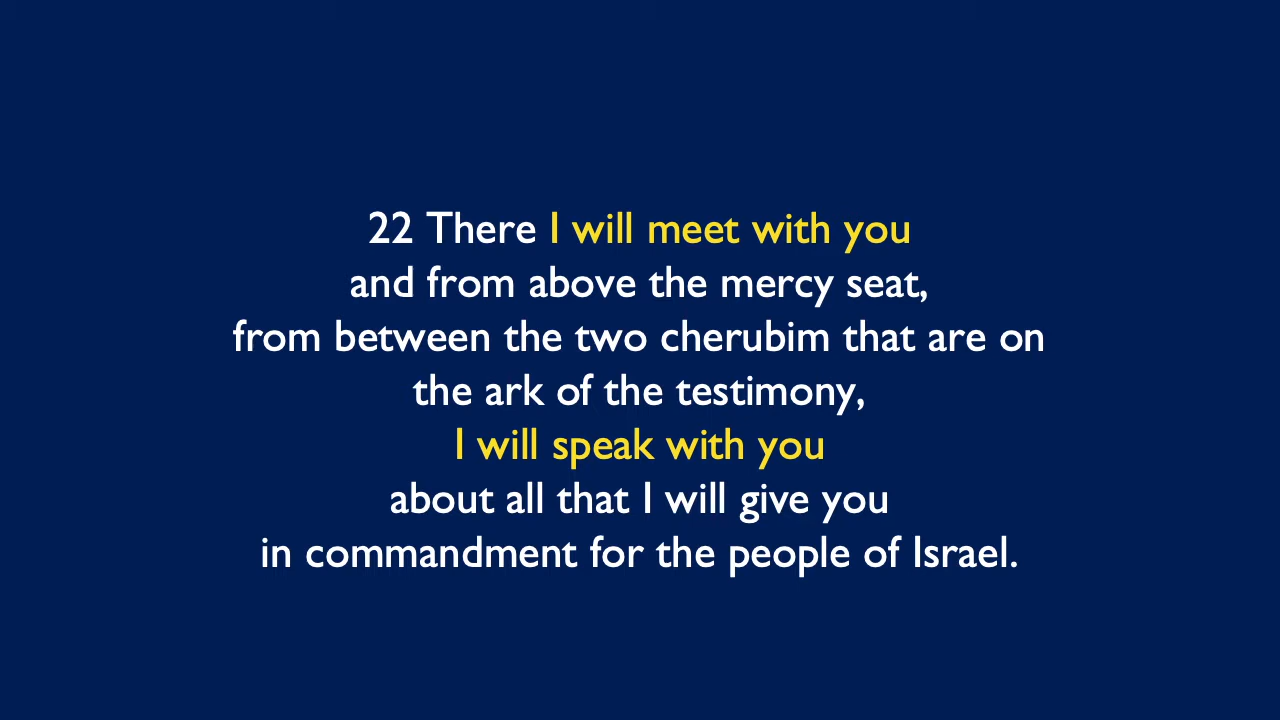 22 There I will meet with you
and from above the mercy seat,
from between the two cherubim that are on
the ark of the testimony,
I will speak with you
about all that I will give you
in commandment for the people of Israel.